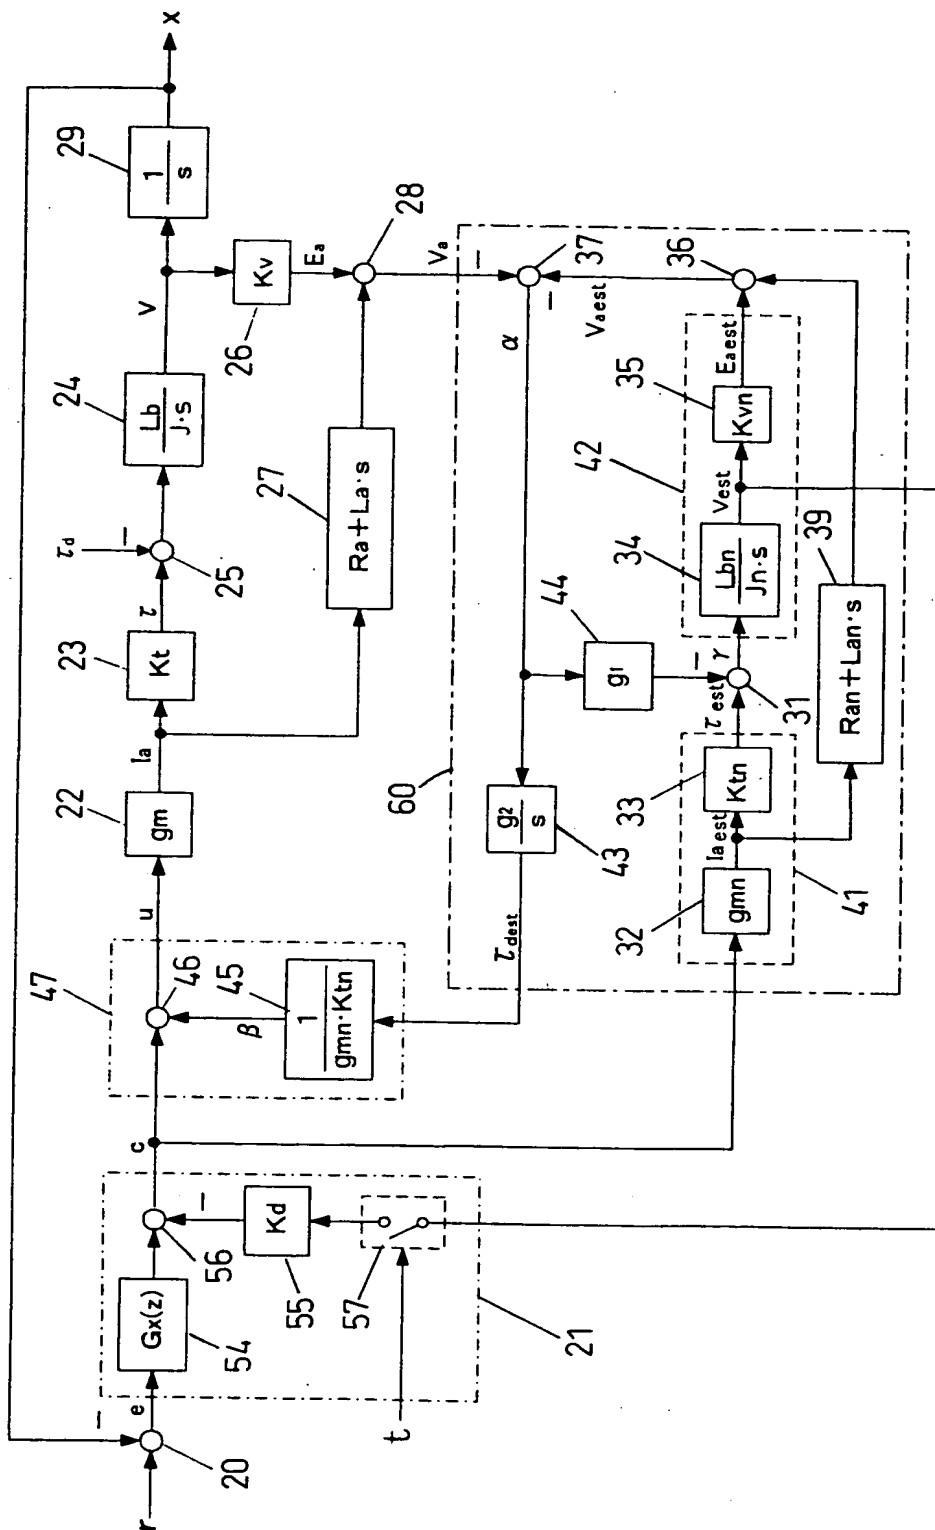 r
20
e
Gx(z)
54
56
Kd
55
57
t
21
c
47
46
β
45
1
gmn·Ktn
u
22
gm
Ia
23
Kt
τ
τd
25
24
Lb
J·s
V
29
1
s
x
26
Kv
Ea
28
27
Ra+La·s
Va
60
α
37
Vaest
36
g2
s
43
τdest
44
g1
31
τest
γ
32
gmn
Iaest
33
Ktn
41
42
34
Lbn
Jn·s
Vest
35
Kvn
Eaest
39
Ran+Lan·s